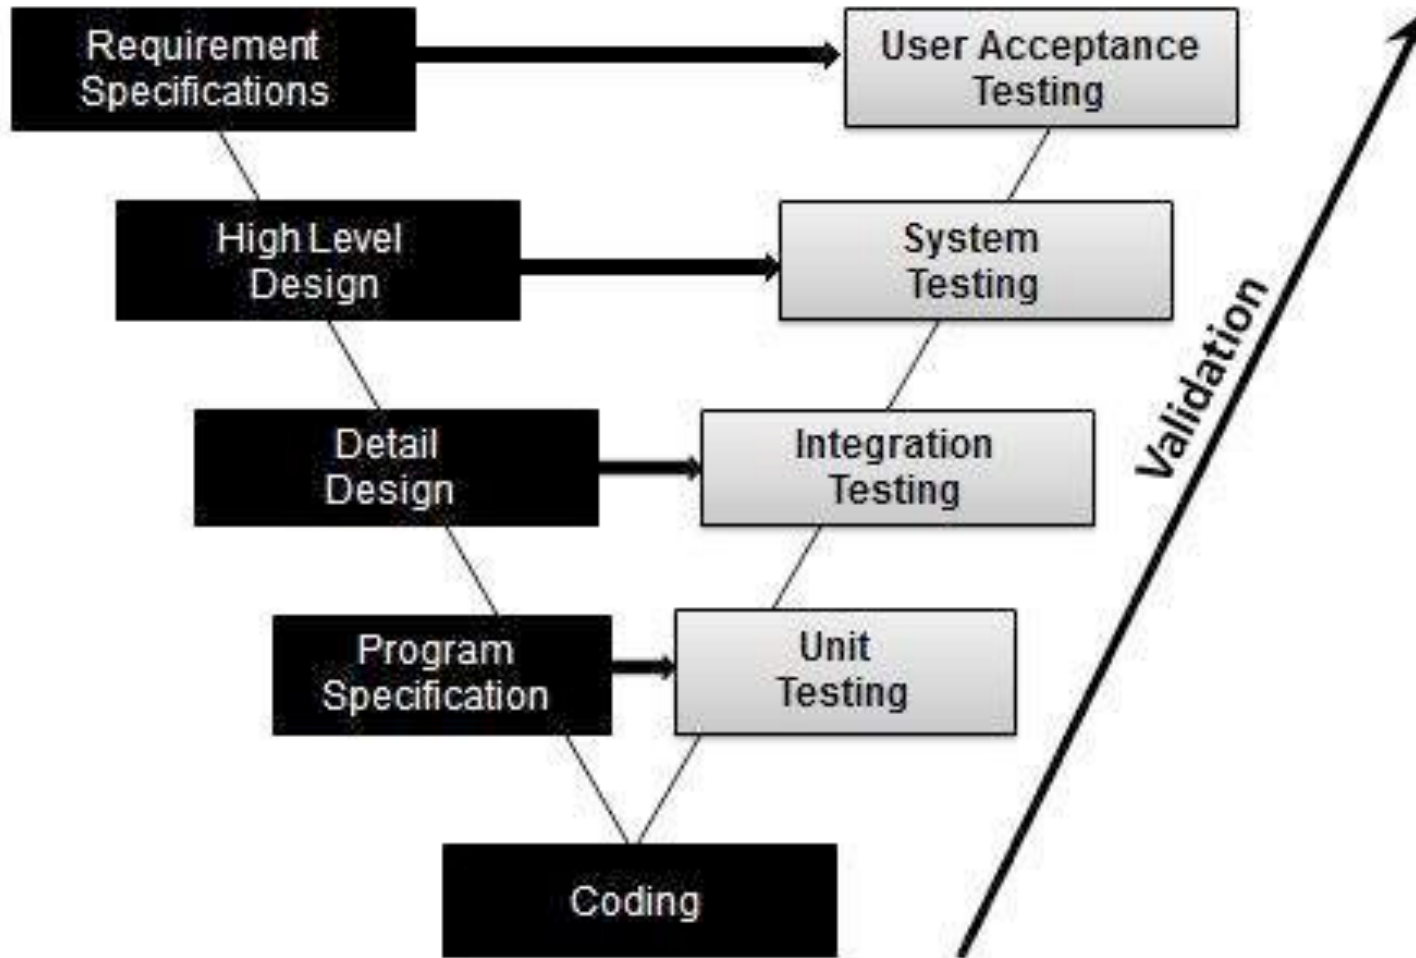 Requirement
Specifications
User Acceptance
Testing
High Level
Design
System
Testing
Detail
Design
Integration
Testing
Program
Specification
Unit
Testing
Coding
Validation